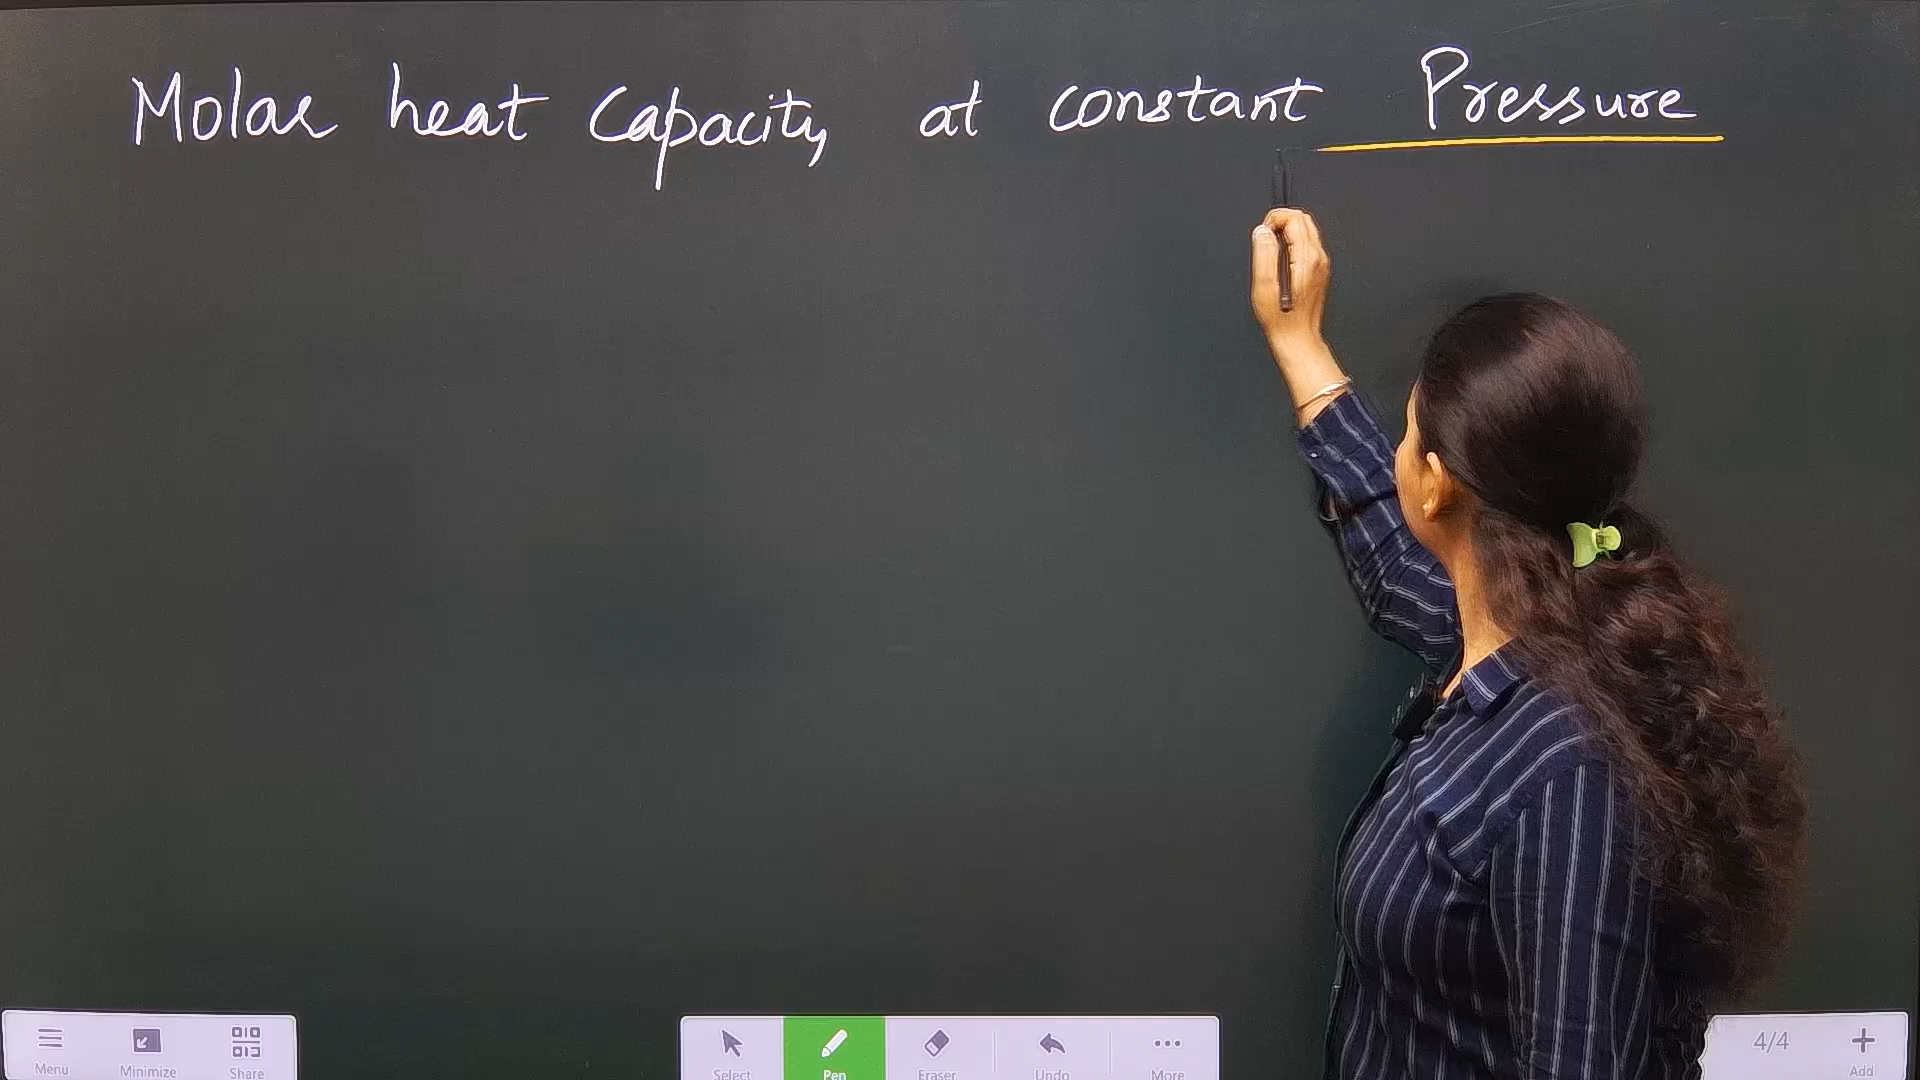 Molar heat Capacity at constant Pressure
Menu Minimize Share Select Pen Eraser Undo More 4/4 Add